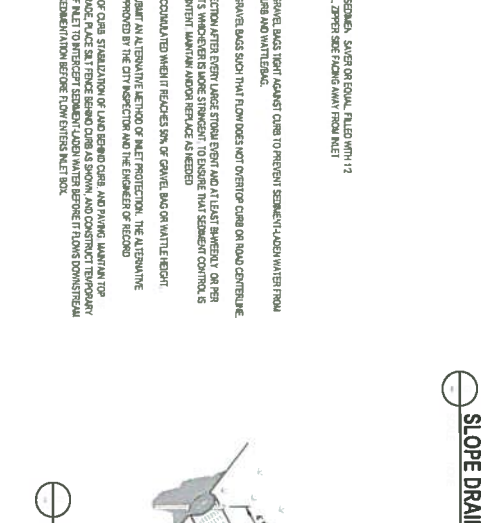 SEDIMEN SAVER OR EQUAL FILLED WITH 1 2
ZIPPER SIDE FACING AWAY FROM INLET
GRAVEL BAGS TIGHT AGAINST CURB TO PREVENT SEDIMENT-LADEN WATER FROM
URB AND WATTLE/BAG.
GRAVEL BAGS SUCH THAT FLOW DOES NOT OVERTOP CURB OR ROAD CENTERLINE.
ECTION AFTER EVERY LARGE STORM EVENT AND AT LEAST BI-WEEKLY OR PER
TS WHICHEVER IS MORE STRINGENT. TO ENSURE THAT SEDIMENT CONTROL IS
NTENT. MAINTAIN AND/OR REPLACE AS NEEDED
CCUMULATED WHEN IT REACHES 50% OF GRAVEL BAG OR WATTLE HEIGHT.
UBMIT AN ALTERNATIVE METHOD OF INLET PROTECTION. THE ALTERNATIVE
PPROVED BY THE CITY INSPECTOR AND THE ENGINEER OF RECORD
OF CURB STABILIZATION OF LAND BEHIND CURB AND PAVING MAINTAIN TOP
ADE, PLACE SILT FENCE BEHIND CURB AS SHOWN AND CONSTRUCT TEMPORARY
F INLET TO INTERCEPT SEDIMENT-LADEN WATER BEFORE IT FLOWS DOWNSTREAM
EDIMENTATION BEFORE FLOW ENTERS INLET BOX.
SLOPE DRAI